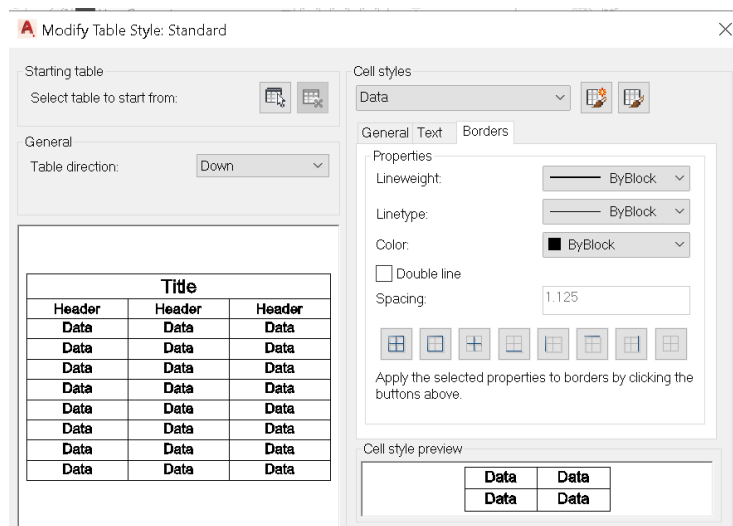 Modify Table Style: Standard
Starting table
Select table to start from:
General
Table direction:
Down
Title
Header Header Header
Data Data Data
Data Data Data
Data Data Data
Data Data Data
Data Data Data
Data Data Data
Data Data Data
Data Data Data
Cell styles
Data
General Text Borders
Properties
Lineweight:
ByBlock
Linetype:
ByBlock
Color:
ByBlock
Double line
Spacing:
1.125
Apply the selected properties to borders by clicking the
buttons above.
Cell style preview
Data Data
Data Data